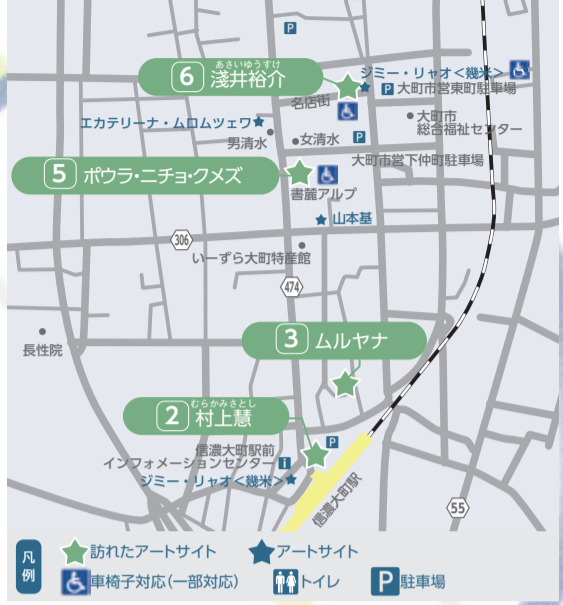 P
あさいゆうすけ
6 淺井裕介
ジミー・リャオ<幾米>
P 大町市営東町駐車場
名店街
エカテリーナ・ムロムツェワ
大町市
総合福祉センター
男清水
女清水
P
大町市営下仲町駐車場
5 ポウラ・ニチョ・クメズ
書麓アルプ
山本基
306
いーずら大町特産館
474
3 ムルヤナ
長性院
むらかみさとし
2 村上慧
P
信濃大町駅前
インフォメーションセンター i
ジミー・リャオ<幾米>
信濃大町駅
55
凡例
訪れたアートサイト
アートサイト
車椅子対応(一部対応)
トイレ
P 駐車場